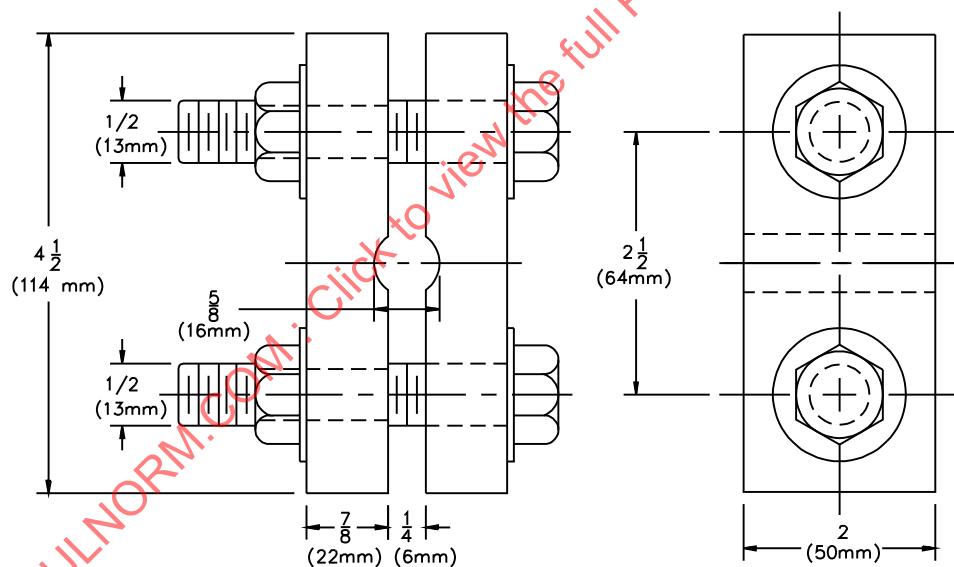 1/2
(13mm)
4 1/2
(114 mm)
5/8
(16mm)
1/2
(13mm)
7/8
(22mm)
1/4
(6mm)
2 1/2
(64mm)
2
(50mm)
ULNORM.COM : Click to view the full